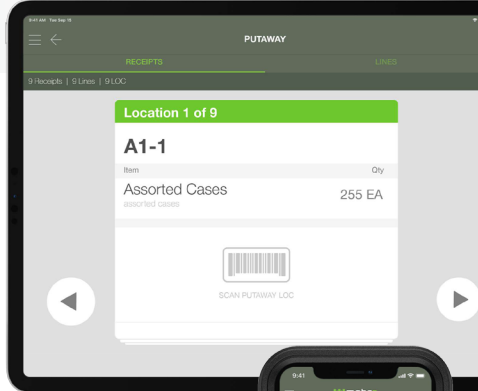 9:41 AM Tue Sep 15
PUTAWAY
RECEIPTS LINES
9 Receipts | 9 Lines | 9 LOC
Location 1 of 9
A1-1
Item Qty
Assorted Cases 255 EA
assorted cases
SCAN PUTAWAY LOC
9:41